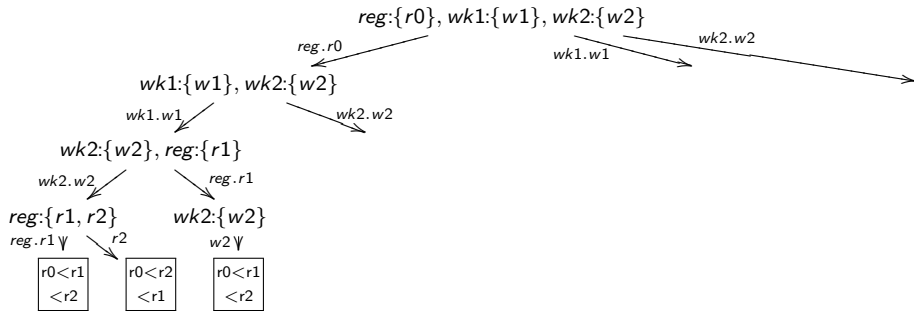 reg:{r0}, wk1:{w1}, wk2:{w2}
reg.r0
wk1.w1
wk2.w2
wk1:{w1}, wk2:{w2}
wk1.w1
wk2.w2
wk2:{w2}, reg:{r1}
wk2.w2
reg.r1
reg:{r1, r2}
wk2:{w2}
reg.r1
r2
w2
r0<r1
<r2
r0<r2
<r1
r0<r1
<r2